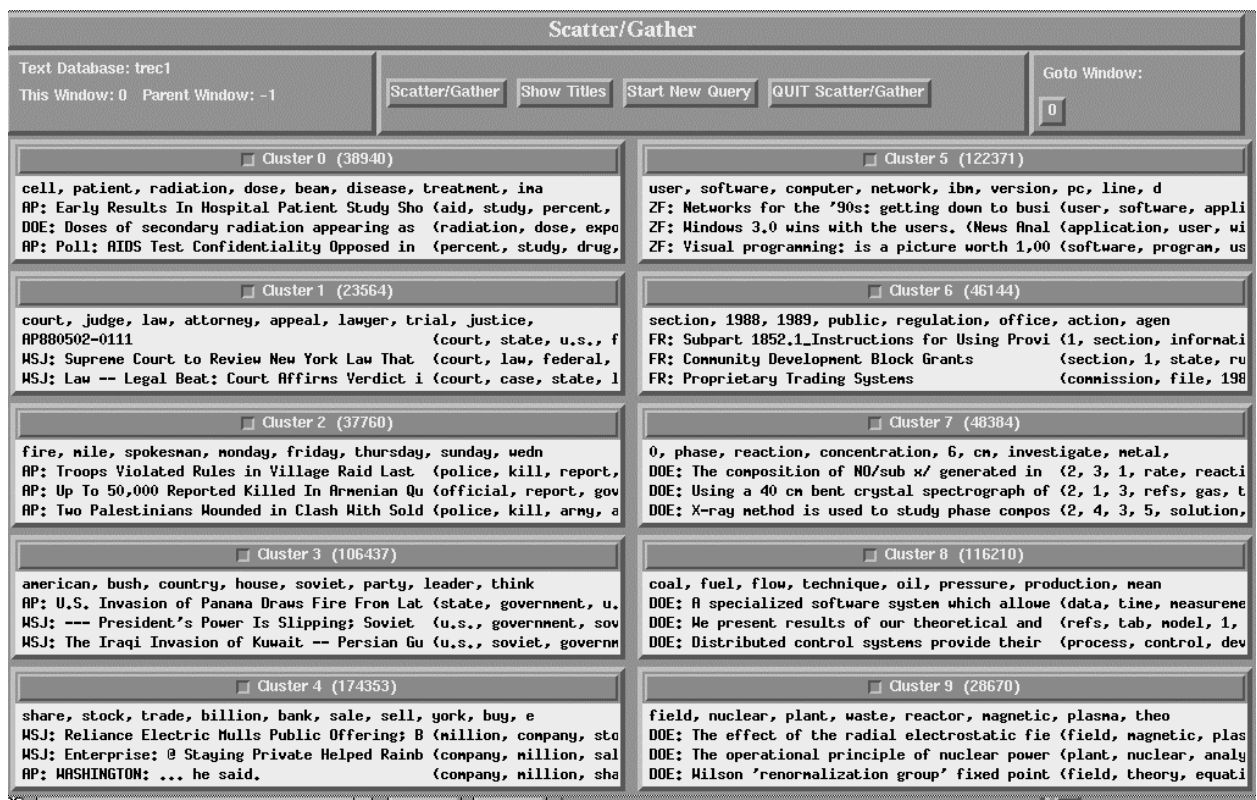 Scatter/Gather
Text Database: trec1
This Window: 0 Parent Window: -1
Scatter/Gather Show Titles Start New Query QUIT Scatter/Gather
Goto Window:
0
Cluster 0 (38940)
cell, patient, radiation, dose, beam, disease, treatment, ima
AP: Early Results In Hospital Patient Study Sho (aid, study, percent,
DOE: Doses of secondary radiation appearing as (radiation, dose, expo
AP: Poll: AIDS Test Confidentiality Opposed in (percent, study, drug,
Cluster 1 (23564)
court, judge, law, attorney, appeal, lawyer, trial, justice,
AP880502-0111 (court, state, u.s., f
WSJ: Supreme Court to Review New York Law That (court, law, federal,
WSJ: Law -- Legal Beat: Court Affirms Verdict i (court, case, state, l
Cluster 2 (37760)
fire, mile, spokesman, monday, friday, thursday, sunday, wedn
AP: Troops Violated Rules in Village Raid Last (police, kill, report,
AP: Up To 50,000 Reported Killed In Armenian Qu (official, report, gov
AP: Two Palestinians Wounded in Clash With Sold (police, kill, army, a
Cluster 3 (106437)
american, bush, country, house, soviet, party, leader, think
AP: U.S. Invasion of Panama Draws Fire From Lat (state, government, u.
WSJ: --- President's Power Is Slipping; Soviet (u.s., government, sov
WSJ: The Iraqi Invasion of Kuwait -- Persian Gu (u.s., soviet, governm
Cluster 4 (174353)
share, stock, trade, billion, bank, sale, sell, york, buy, e
WSJ: Reliance Electric Mulls Public Offering; B (million, company, sto
WSJ: Enterprise: @ Staying Private Helped Rainb (company, million, sal
AP: WASHINGTON: ... he said. (company, million, sha
Cluster 5 (122371)
user, software, computer, network, ibm, version, pc, line, d
ZF: Networks for the '90s: getting down to busi (user, software, appli
ZF: Windows 3.0 wins with the users. (News Anal (application, user, wi
ZF: Visual programming: is a picture worth 1,00 (software, program, us
Cluster 6 (46144)
section, 1988, 1989, public, regulation, office, action, agen
FR: Subpart 1852.1_Instructions for Using Provi (1, section, informati
FR: Community Development Block Grants (section, 1, state, ru
FR: Proprietary Trading Systems (commission, file, 198
Cluster 7 (48384)
0, phase, reaction, concentration, 6, cm, investigate, metal,
DOE: The composition of NO/sub x/ generated in (2, 3, 1, rate, reacti
DOE: Using a 40 cm bent crystal spectrograph of (2, 1, 3, refs, gas, t
DOE: X-ray method is used to study phase compos (2, 4, 3, 5, solution,
Cluster 8 (116210)
coal, fuel, flow, technique, oil, pressure, production, mean
DOE: A specialized software system which allowe (data, time, measureme
DOE: We present results of our theoretical and (refs, tab, model, 1,
DOE: Distributed control systems provide their (process, control, dev
Cluster 9 (28670)
field, nuclear, plant, waste, reactor, magnetic, plasma, theo
DOE: The effect of the radial electrostatic fie (field, magnetic, plas
DOE: The operational principle of nuclear power (plant, nuclear, analy
DOE: Wilson 'renormalization group' fixed point (field, theory, equati